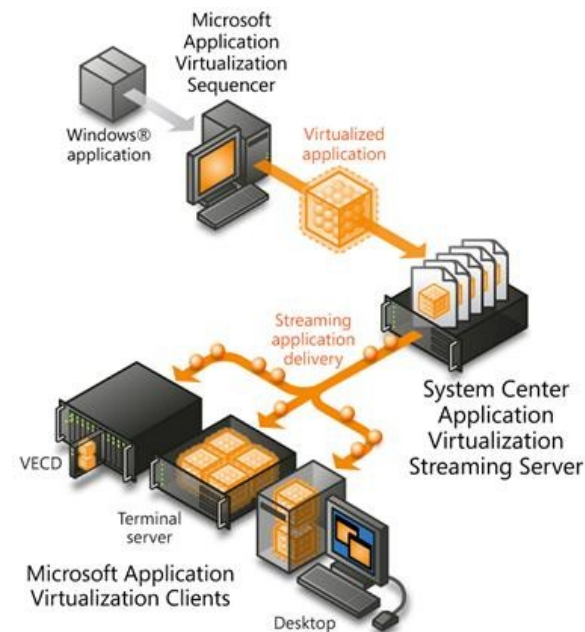 Microsoft
Application
Virtualization
Sequencer
Windows®
application
Virtualized
application
Streaming
application
delivery
System Center
Application
Virtualization
Streaming Server
VECD
Terminal
server
Microsoft Application
Virtualization Clients
Desktop